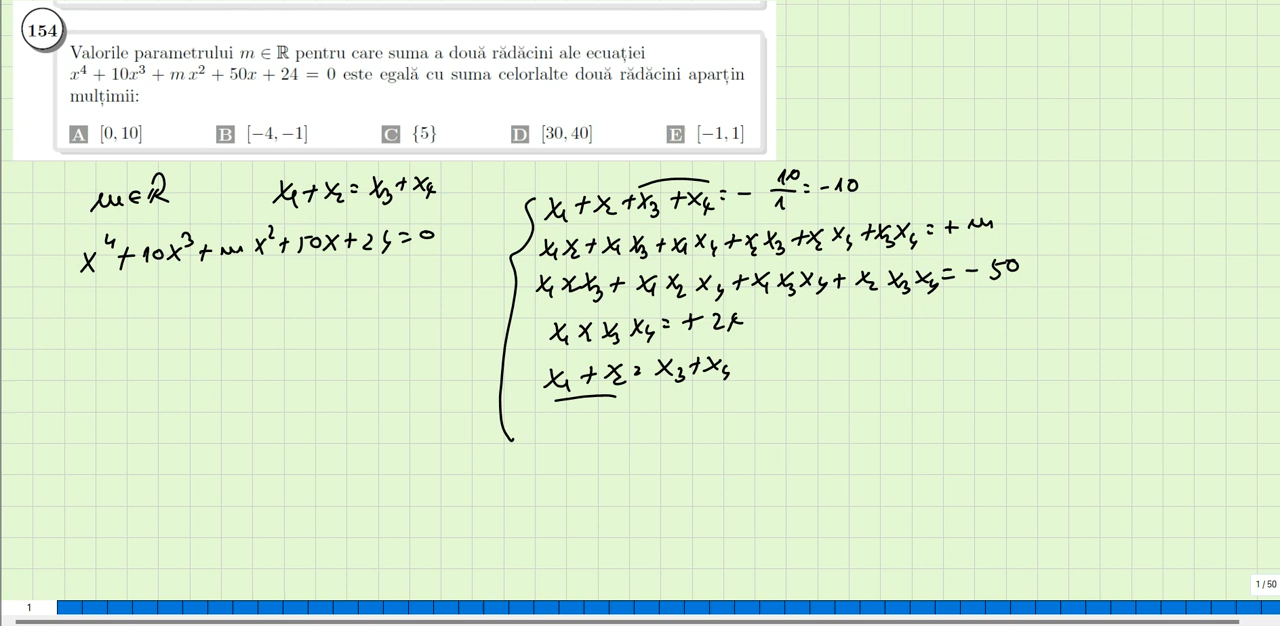 154
Valorile parametrului m ∈ ℝ pentru care suma a două rădăcini ale ecuației
x⁴ + 10x³ + m x² + 50x + 24 = 0 este egală cu suma celorlalte două rădăcini aparțin
mulțimii:
A [0, 10] B [−4, −1] C {5} D [30, 40] E [−1, 1]
m ∈ ℝ x₁ + x₂ = x₃ + x₄
x⁴ + 10x³ + m x² + 50x + 24 = 0
x₁ + x₂ + x₃ + x₄ = − 10/1 = −10
x₁x₂ + x₁x₃ + x₁x₄ + x₂x₃ + x₂x₄ + x₃x₄ = + m
x₁x₂x₃ + x₁x₂x₄ + x₁x₃x₄ + x₂x₃x₄ = − 50
x₁x₂x₃x₄ = + 24
x₁ + x₂ = x₃ + x₄
1/50
1